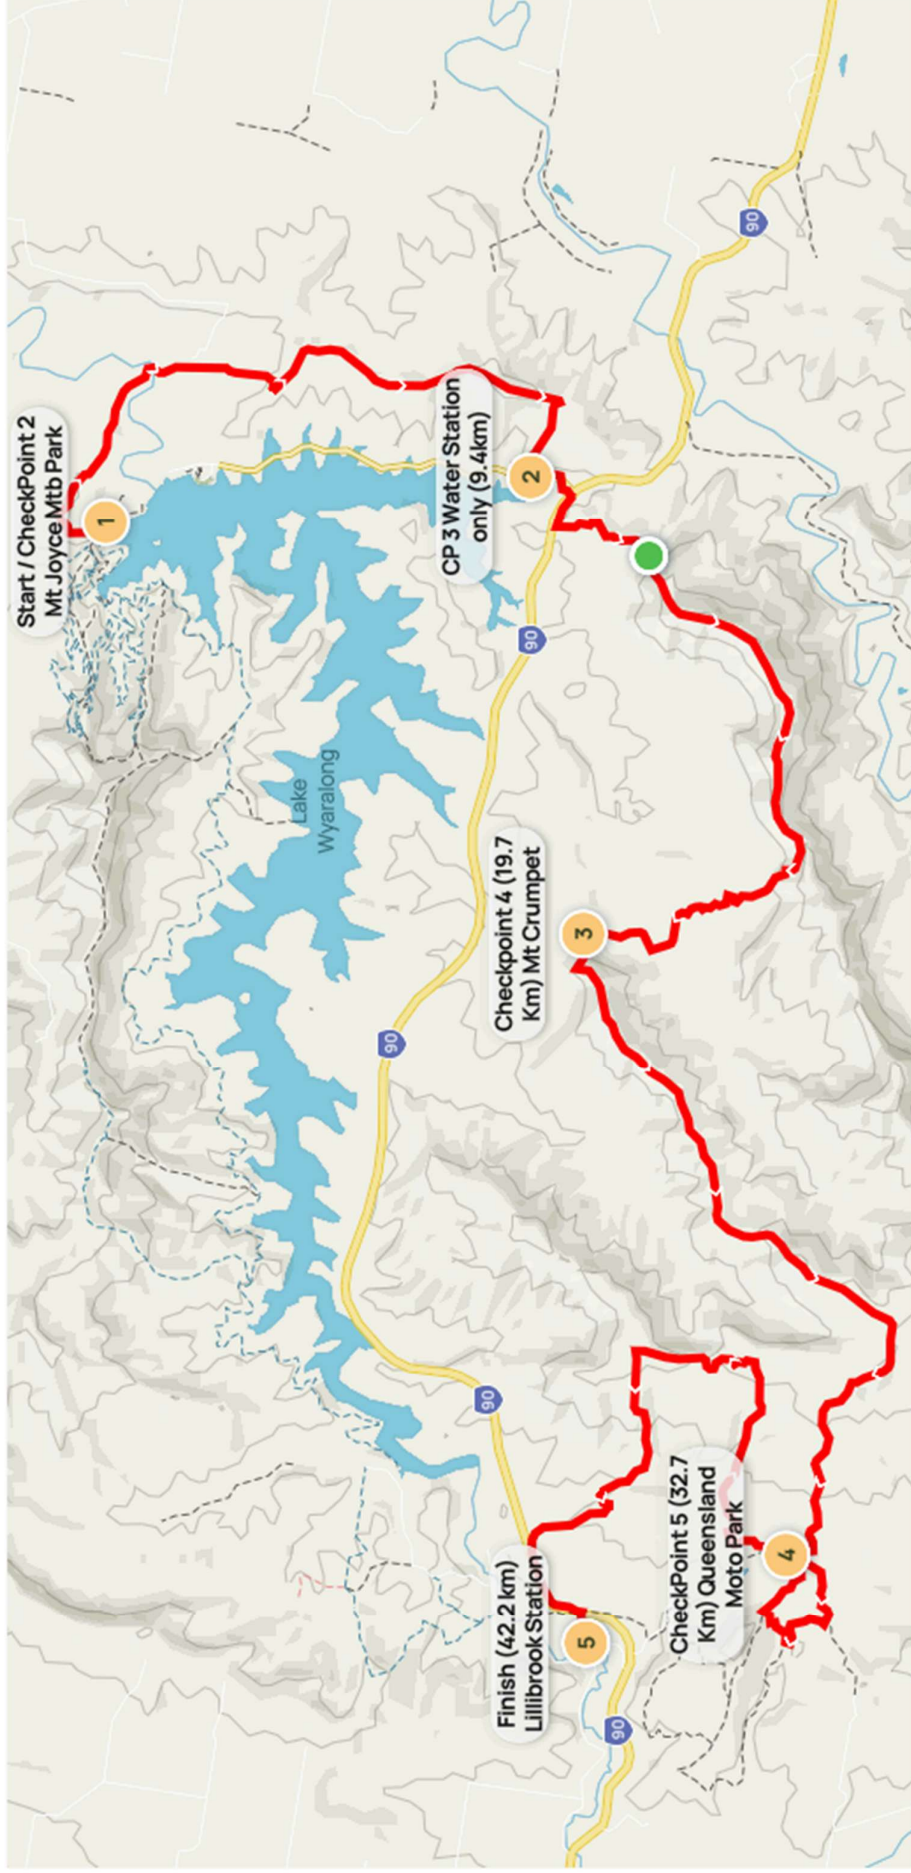 Start / CheckPoint 2
Mt Joyce Mtb Park
1
CP 3 Water Station
only (9.4km)
2
90
90
Lake
Wyaralong
Checkpoint 4 (19.7
Km) Mt Crumpet
3
90
90
CheckPoint 5 (32.7
Km) Queensland
Moto Park
4
Finish (42.2 km)
Lillibrook Station
5
90